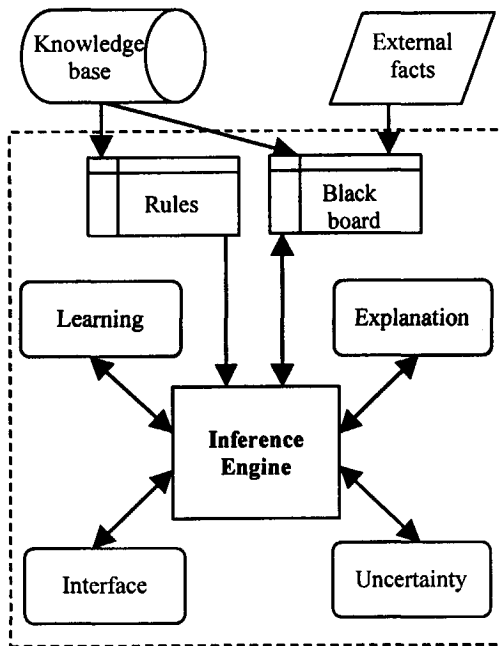 Knowledge
base
External
facts
Rules
Black
board
Learning
Explanation
Inference
Engine
Interface
Uncertainty